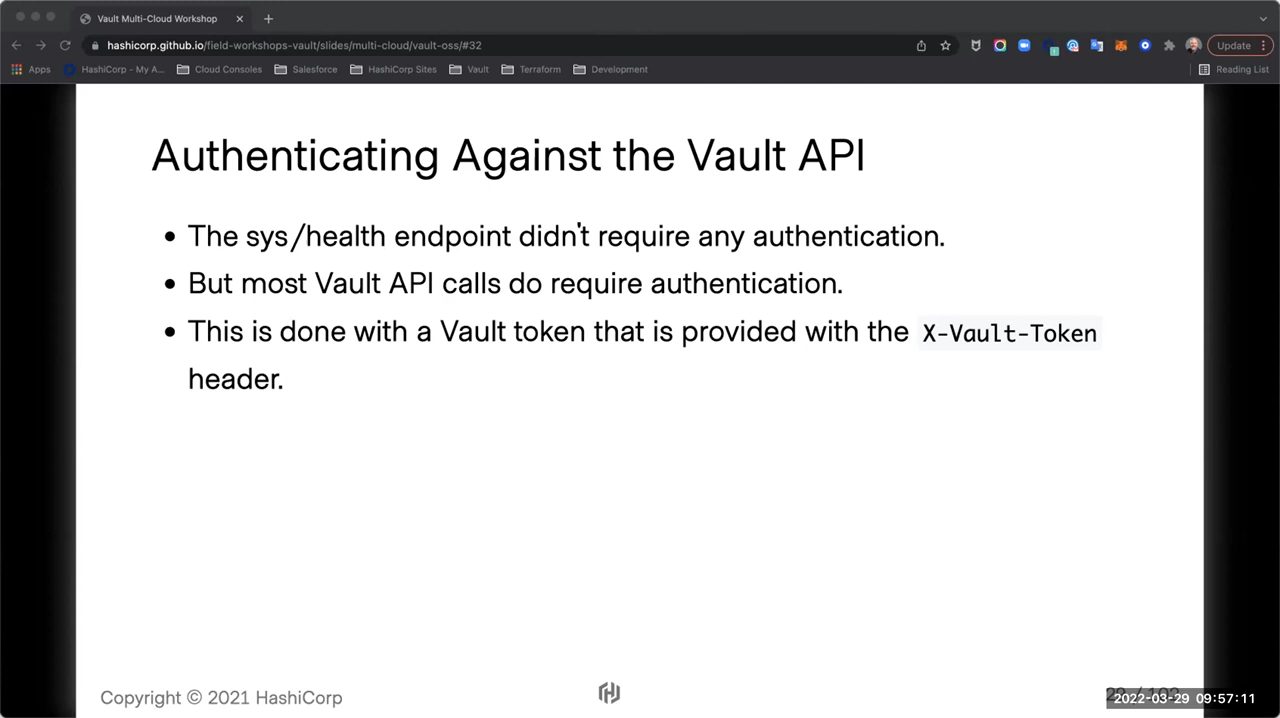 Vault Multi-Cloud Workshop
hashicorp.github.io/field-workshops-vault/slides/multi-cloud/vault-oss/#32
Update
Apps
HashiCorp - My A...
Cloud Consoles
Salesforce
HashiCorp Sites
Vault
Terraform
Development
Reading List
Authenticating Against the Vault API
• The sys/health endpoint didn't require any authentication.
• But most Vault API calls do require authentication.
• This is done with a Vault token that is provided with the X-Vault-Token
header.
Copyright © 2021 HashiCorp
2022-03-29 09:57:11